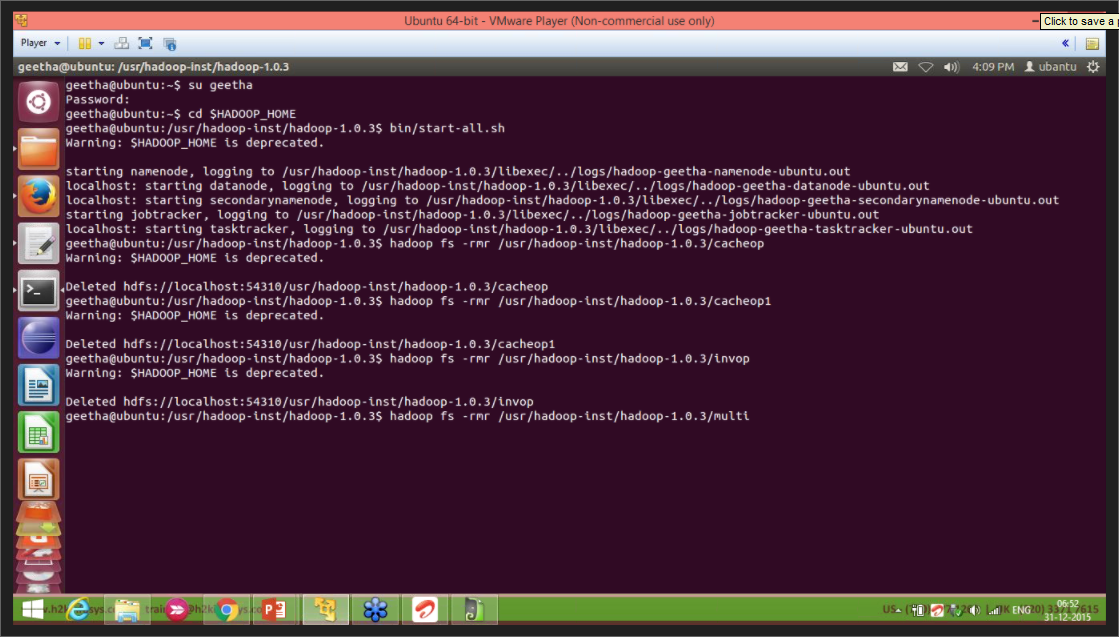 Ubuntu 64-bit - VMware Player (Non-commercial use only)
Click to save a
Player
geetha@ubuntu: /usr/hadoop-inst/hadoop-1.0.3
4:09 PM ubantu
geetha@ubuntu:~$ su geetha
Password:
geetha@ubuntu:~$ cd $HADOOP_HOME
geetha@ubuntu:/usr/hadoop-inst/hadoop-1.0.3$ bin/start-all.sh
Warning: $HADOOP_HOME is deprecated.
starting namenode, logging to /usr/hadoop-inst/hadoop-1.0.3/libexec/../logs/hadoop-geetha-namenode-ubuntu.out
localhost: starting datanode, logging to /usr/hadoop-inst/hadoop-1.0.3/libexec/../logs/hadoop-geetha-datanode-ubuntu.out
localhost: starting secondarynamenode, logging to /usr/hadoop-inst/hadoop-1.0.3/libexec/../logs/hadoop-geetha-secondarynamenode-ubuntu.out
starting jobtracker, logging to /usr/hadoop-inst/hadoop-1.0.3/libexec/../logs/hadoop-geetha-jobtracker-ubuntu.out
localhost: starting tasktracker, logging to /usr/hadoop-inst/hadoop-1.0.3/libexec/../logs/hadoop-geetha-tasktracker-ubuntu.out
geetha@ubuntu:/usr/hadoop-inst/hadoop-1.0.3$ hadoop fs -rmr /usr/hadoop-inst/hadoop-1.0.3/cacheop
Warning: $HADOOP_HOME is deprecated.
Deleted hdfs://localhost:54310/usr/hadoop-inst/hadoop-1.0.3/cacheop
geetha@ubuntu:/usr/hadoop-inst/hadoop-1.0.3$ hadoop fs -rmr /usr/hadoop-inst/hadoop-1.0.3/cacheop1
Warning: $HADOOP_HOME is deprecated.
Deleted hdfs://localhost:54310/usr/hadoop-inst/hadoop-1.0.3/cacheop1
geetha@ubuntu:/usr/hadoop-inst/hadoop-1.0.3$ hadoop fs -rmr /usr/hadoop-inst/hadoop-1.0.3/invop
Warning: $HADOOP_HOME is deprecated.
Deleted hdfs://localhost:54310/usr/hadoop-inst/hadoop-1.0.3/invop
geetha@ubuntu:/usr/hadoop-inst/hadoop-1.0.3$ hadoop fs -rmr /usr/hadoop-inst/hadoop-1.0.3/multi
ENG
06:52
31-12-2015